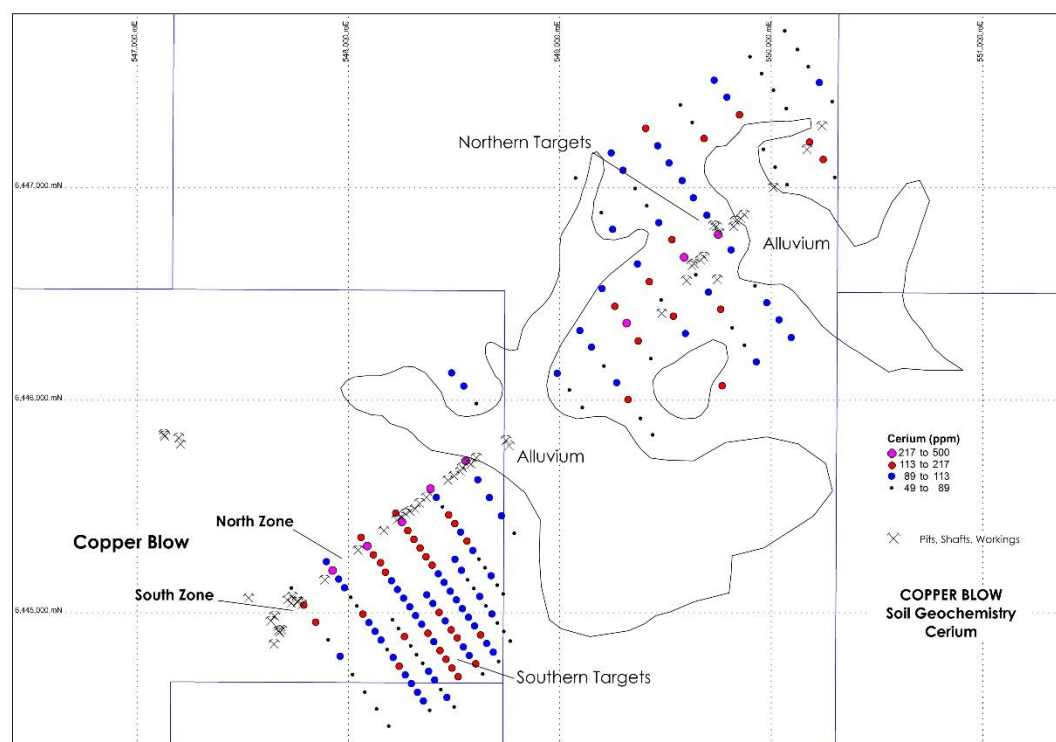 547,000 mE
548,000 mE
549,000 mE
550,000 mE
551,000 mE
Northern Targets
6,447,000 mN
Alluvium
6,446,000 mN
Cerium (ppm)
217 to 500
113 to 217
89 to 113
49 to 89
Alluvium
North Zone
Copper Blow
Pits, Shafts, Workings
South Zone
6,445,000 mN
COPPER BLOW
Soil Geochemistry
Cerium
Southern Targets